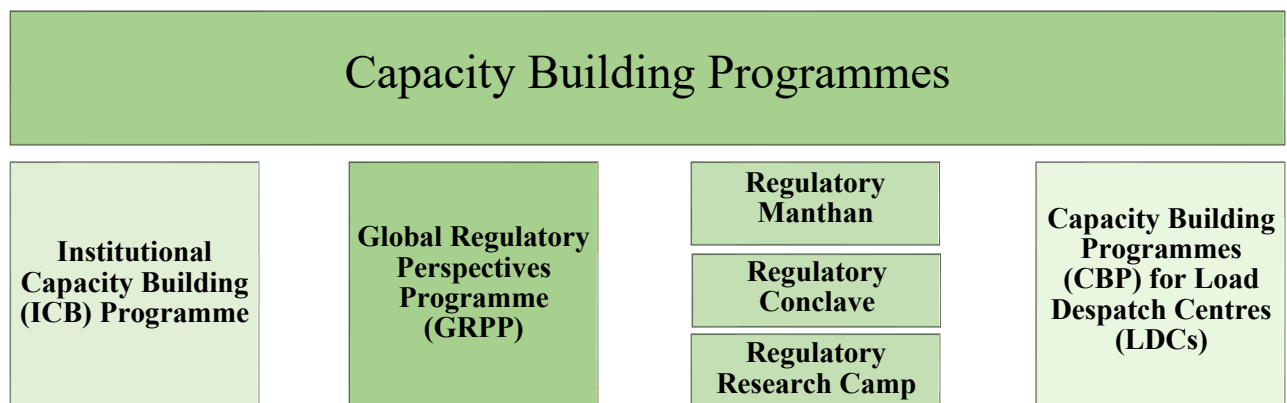 Capacity Building Programmes
Institutional
Capacity Building
(ICB) Programme
Global Regulatory
Perspectives
Programme
(GRPP)
Regulatory
Manthan
Regulatory
Conclave
Regulatory
Research Camp
Capacity Building
Programmes
(CBP) for Load
Despatch Centres
(LDCs)